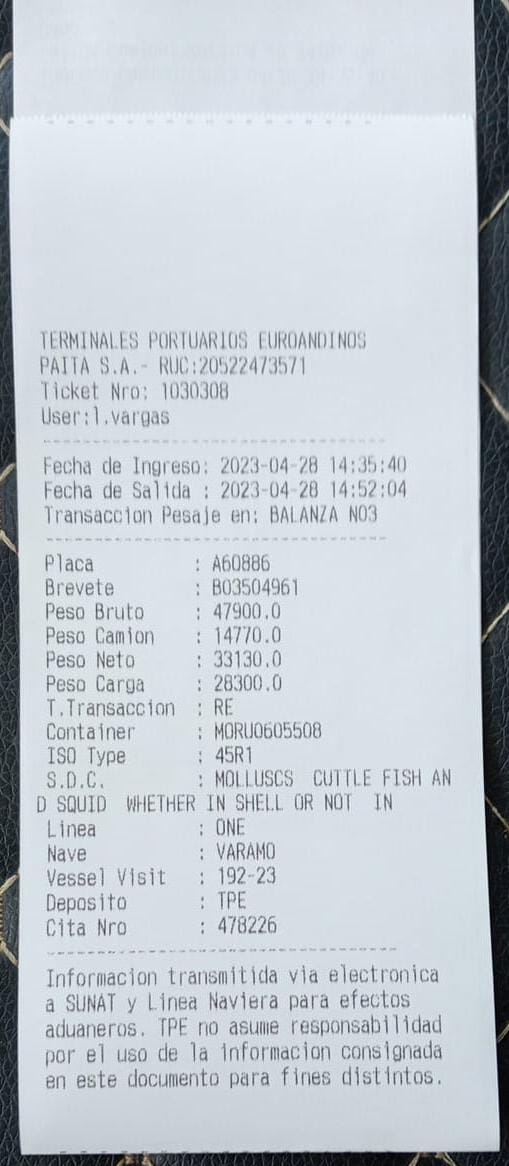 TERMINALES PORTUARIOS EUROANDINOS
PAITA S.A.- RUC:20522473571
Ticket Nro: 1030308
User:l.vargas
Fecha de Ingreso: 2023-04-28 14:35:40
Fecha de Salida : 2023-04-28 14:52:04
Transaccion Pesaje en: BALANZA NO3
Placa : A60886
Brevete : B03504961
Peso Bruto : 47900.0
Peso Camion : 14770.0
Peso Neto : 33130.0
Peso Carga : 28300.0
T.Transaccion : RE
Container : MORU0605508
ISO Type : 45R1
S.D.C. : MOLLUSCS CUTTLE FISH AN
D SQUID WHETHER IN SHELL OR NOT IN
Linea : ONE
Nave : VARAMO
Vessel Visit : 192-23
Deposito : TPE
Cita Nro : 478226
Informacion transmitida via electronica
a SUNAT y Linea Naviera para efectos
aduaneros. TPE no asume responsabilidad
por el uso de la informacion consignada
en este documento para fines distintos.